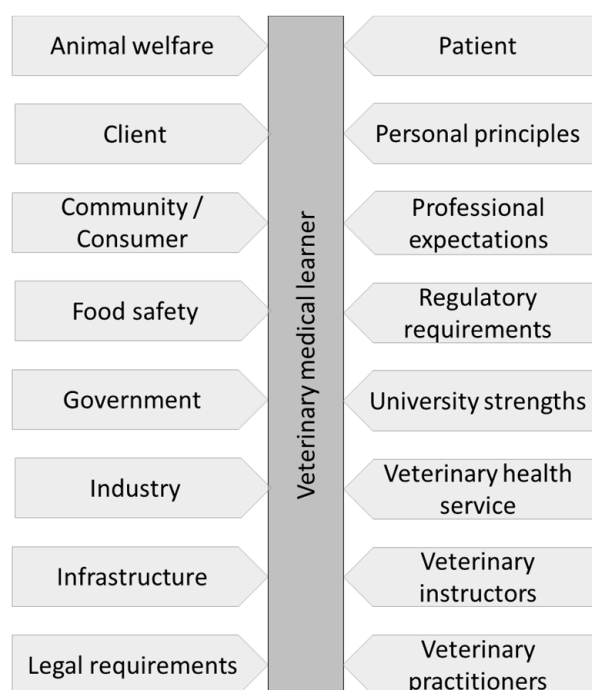 Animal welfare
Client
Community /
Consumer
Food safety
Government
Industry
Infrastructure
Legal requirements
Veterinary medical learner
Patient
Personal principles
Professional
expectations
Regulatory
requirements
University strengths
Veterinary health
service
Veterinary
instructors
Veterinary
practitioners